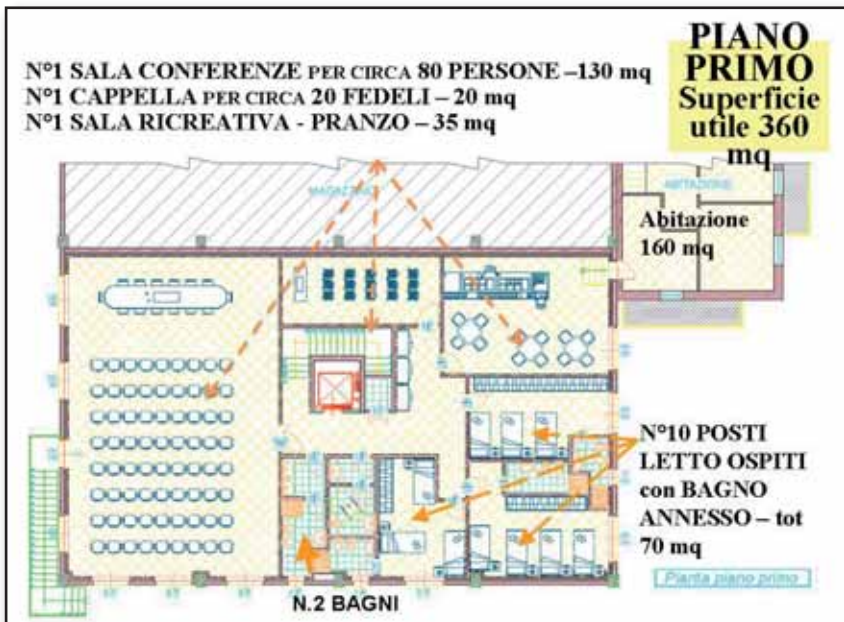 N°1 SALA CONFERENZE PER CIRCA 80 PERSONE –130 mq
N°1 CAPPELLA PER CIRCA 20 FEDELI – 20 mq
N°1 SALA RICREATIVA - PRANZO – 35 mq
PIANO
PRIMO
Superficie
utile 360
mq
MAGAZZINO
ABITAZIONE
Abitazione
160 mq
N°10 POSTI
LETTO OSPITI
con BAGNO
ANNESSO – tot
70 mq
Pianta piano primo
N.2 BAGNI